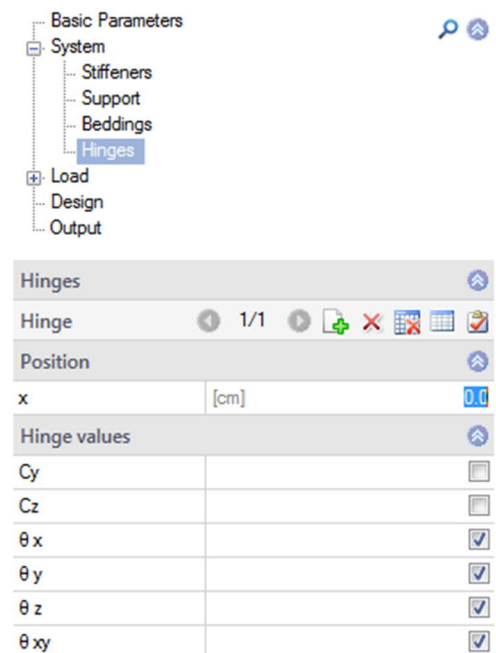 Basic Parameters
System
Stiffeners
Support
Beddings
Hinges
Load
Design
Output
Hinges
Hinge 1/1
Position
x [cm] 0.0
Hinge values
Cy
Cz
θ x
θ y
θ z
θ xy